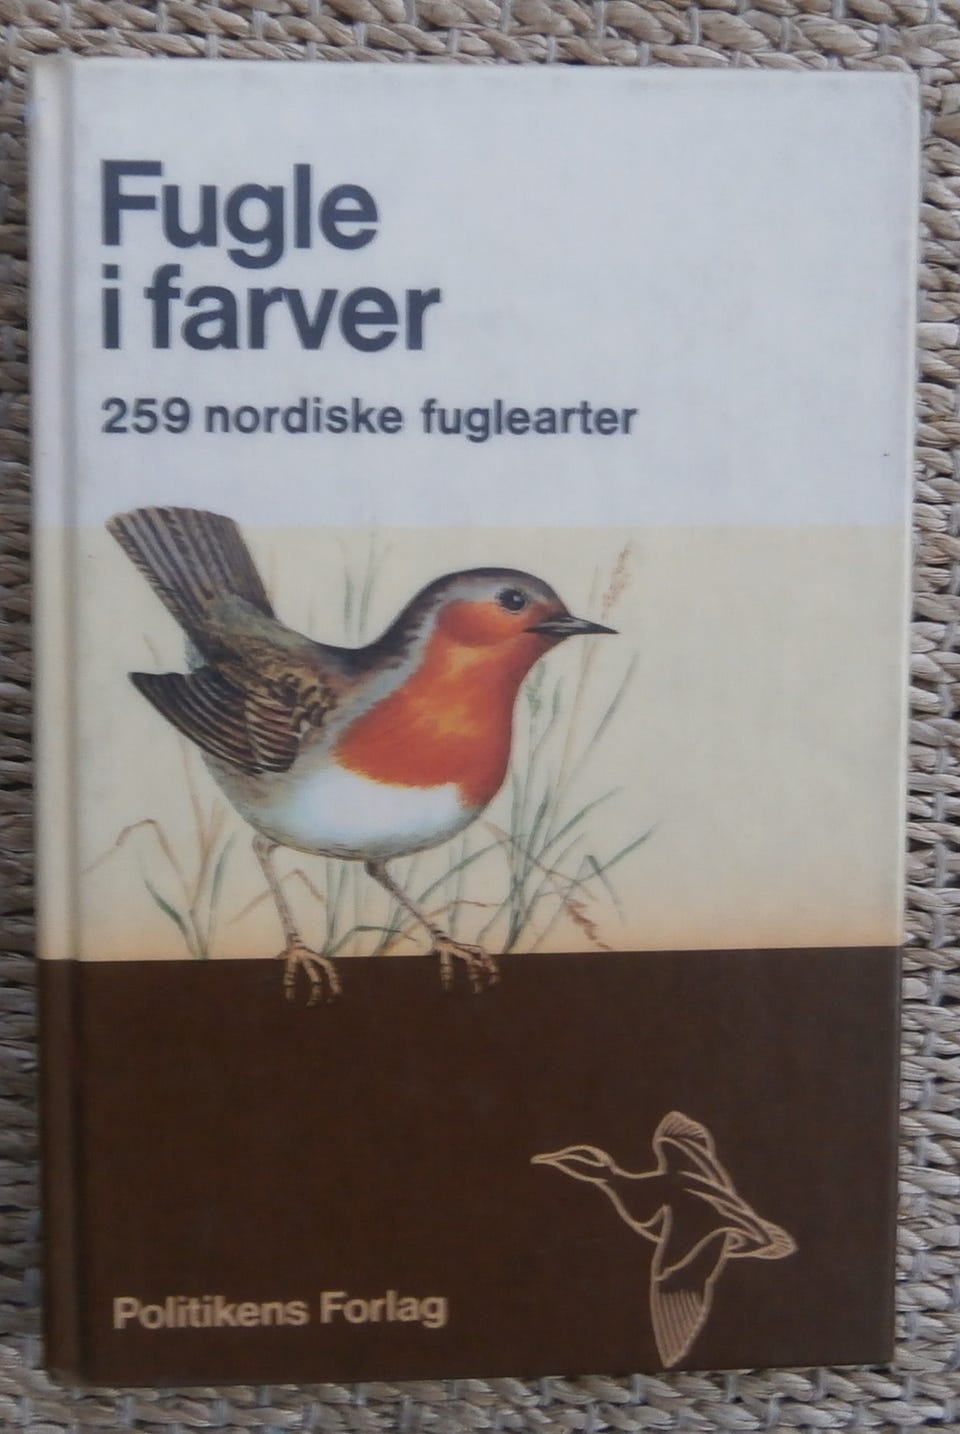 Fugle
i farver
259 nordiske fuglearter
Politikens Forlag